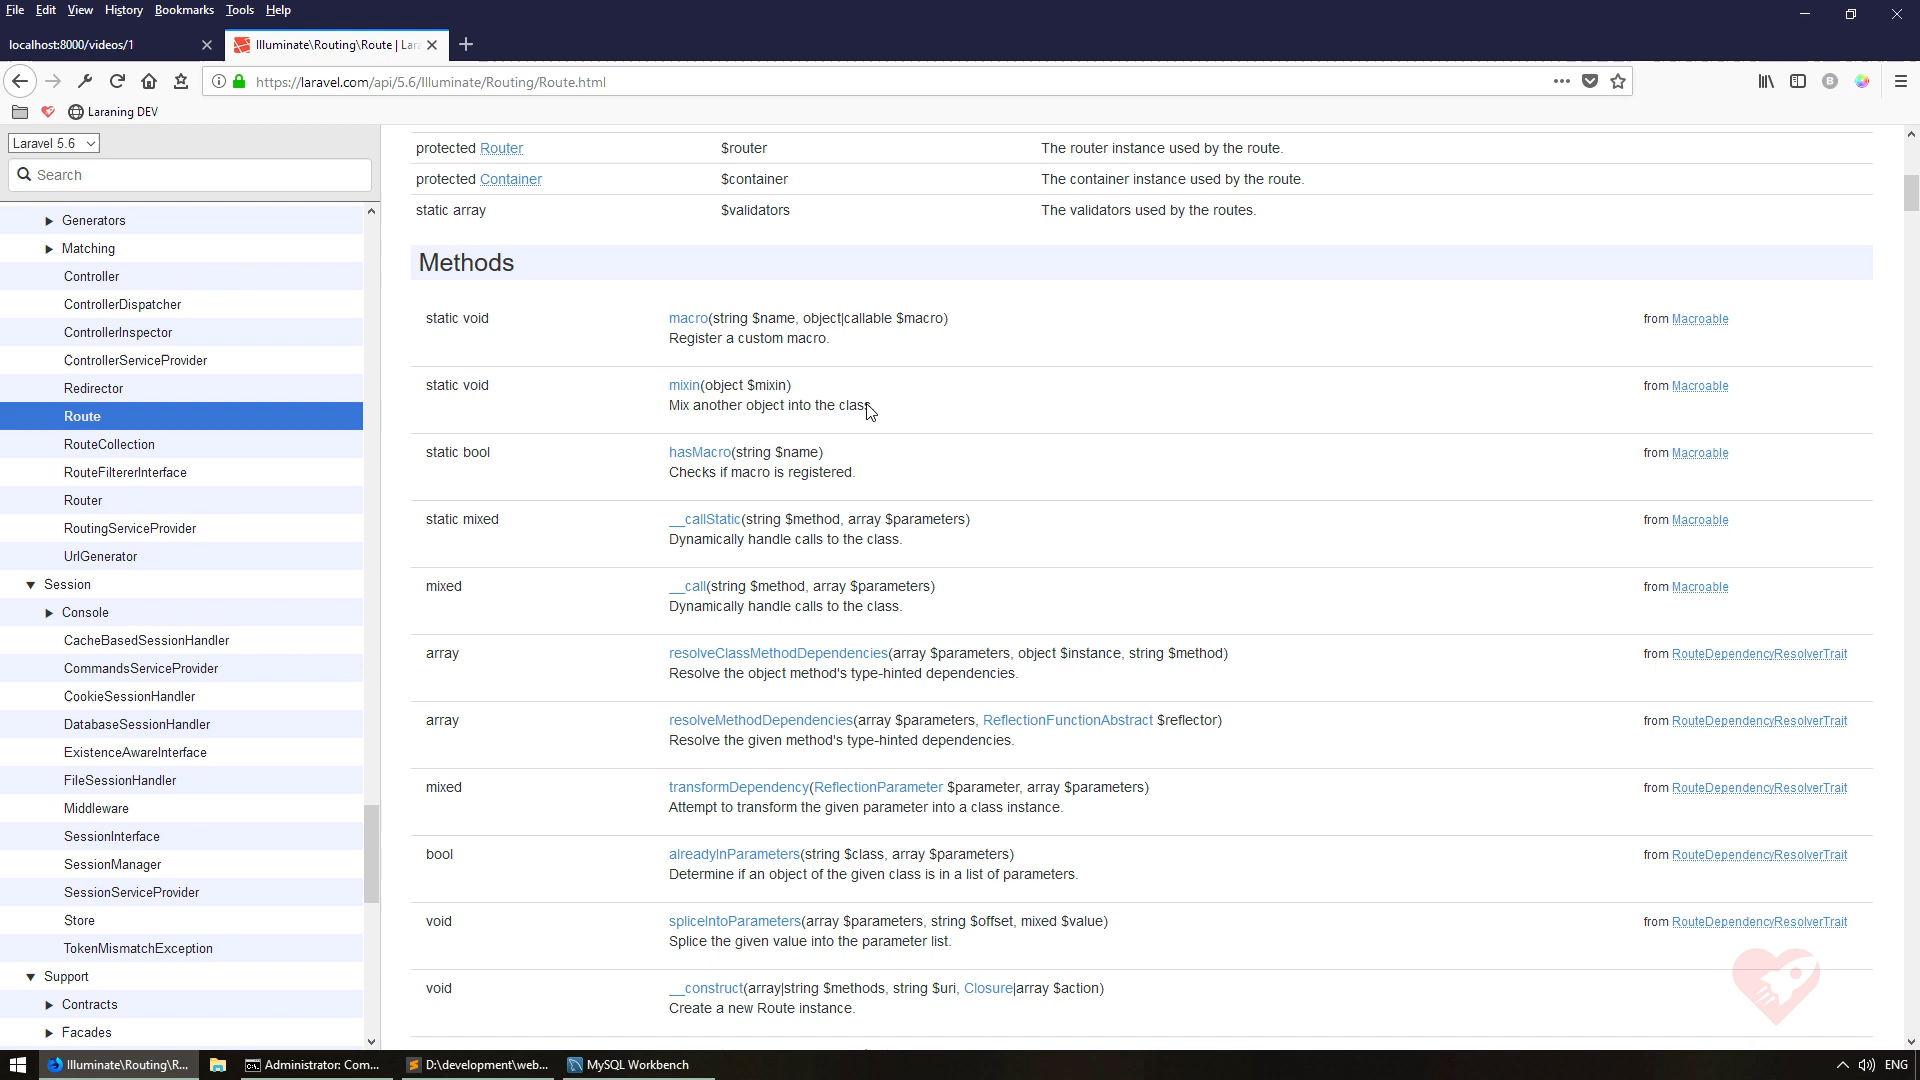 File Edit View History Bookmarks Tools Help
localhost:8000/videos/1
Illuminate\Routing\Route | Lara
https://laravel.com/api/5.6/Illuminate/Routing/Route.html
B
Laraning DEV
Laravel 5.6
Search
Generators
Matching
Controller
ControllerDispatcher
ControllerInspector
ControllerServiceProvider
Redirector
Route
RouteCollection
RouteFiltererInterface
Router
RoutingServiceProvider
UrlGenerator
Session
Console
CacheBasedSessionHandler
CommandsServiceProvider
CookieSessionHandler
DatabaseSessionHandler
ExistenceAwareInterface
FileSessionHandler
Middleware
SessionInterface
SessionManager
SessionServiceProvider
Store
TokenMismatchException
Support
Contracts
Facades
protected Router $router The router instance used by the route.
protected Container $container The container instance used by the route.
static array $validators The validators used by the routes.
Methods
static void macro(string $name, object|callable $macro) from Macroable
Register a custom macro.
static void mixin(object $mixin) from Macroable
Mix another object into the class.
static bool hasMacro(string $name) from Macroable
Checks if macro is registered.
static mixed __callStatic(string $method, array $parameters) from Macroable
Dynamically handle calls to the class.
mixed __call(string $method, array $parameters) from Macroable
Dynamically handle calls to the class.
array resolveClassMethodDependencies(array $parameters, object $instance, string $method) from RouteDependencyResolverTrait
Resolve the object method's type-hinted dependencies.
array resolveMethodDependencies(array $parameters, ReflectionFunctionAbstract $reflector) from RouteDependencyResolverTrait
Resolve the given method's type-hinted dependencies.
mixed transformDependency(ReflectionParameter $parameter, array $parameters) from RouteDependencyResolverTrait
Attempt to transform the given parameter into a class instance.
bool alreadyInParameters(string $class, array $parameters) from RouteDependencyResolverTrait
Determine if an object of the given class is in a list of parameters.
void spliceIntoParameters(array $parameters, string $offset, mixed $value) from RouteDependencyResolverTrait
Splice the given value into the parameter list.
void __construct(array|string $methods, string $uri, Closure|array $action)
Create a new Route instance.
Illuminate\Routing\R... Administrator: Com... D:\development\web... MySQL Workbench ENG